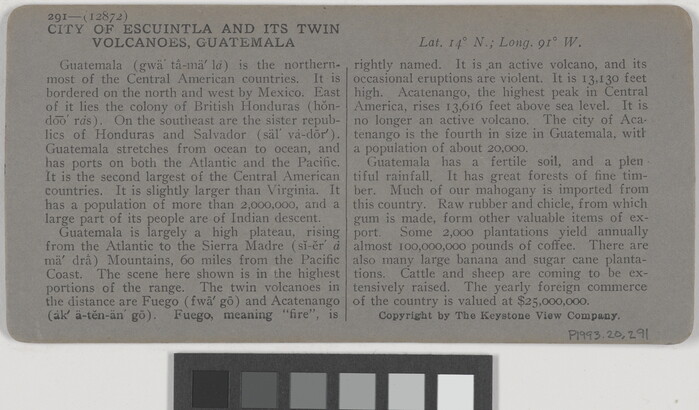 291—(12872)
CITY OF ESCUINTLA AND ITS TWIN
VOLCANOES, GUATEMALA
Lat. 14° N.; Long. 91° W.
Guatemala (gwä´ tâ-mä´ lȧ) is the northern-
most of the Central American countries. It is
bordered on the north and west by Mexico. East
of it lies the colony of British Honduras (hŏn-
dōō´ rȧs). On the southeast are the sister repub-
lics of Honduras and Salvador (säl´ vȧ-dōr´).
Guatemala stretches from ocean to ocean, and
has ports on both the Atlantic and the Pacific.
It is the second largest of the Central American
countries. It is slightly larger than Virginia. It
has a population of more than 2,000,000, and a
large part of its people are of Indian descent.
Guatemala is largely a high plateau, rising
from the Atlantic to the Sierra Madre (sĭ-ĕr´ ȧ
mä´ drȧ) Mountains, 60 miles from the Pacific
Coast. The scene here shown is in the highest
portions of the range. The twin volcanoes in
the distance are Fuego (fwā´ gō) and Acatenango
(äk´ ä-tĕn-än´ gō). Fuego, meaning "fire", is
rightly named. It is an active volcano, and its
occasional eruptions are violent. It is 13,130 feet
high. Acatenango, the highest peak in Central
America, rises 13,616 feet above sea level. It is
no longer an active volcano. The city of Aca-
tenango is the fourth in size in Guatemala, with
a population of about 20,000.
Guatemala has a fertile soil, and a plen-
tiful rainfall. It has great forests of fine tim-
ber. Much of our mahogany is imported from
this country. Raw rubber and chicle, from which
gum is made, form other valuable items of ex-
port. Some 2,000 plantations yield annually
almost 100,000,000 pounds of coffee. There are
also many large banana and sugar cane planta-
tions. Cattle and sheep are coming to be ex-
tensively raised. The yearly foreign commerce
of the country is valued at $25,000,000.
Copyright by The Keystone View Company.
P1993.20.291